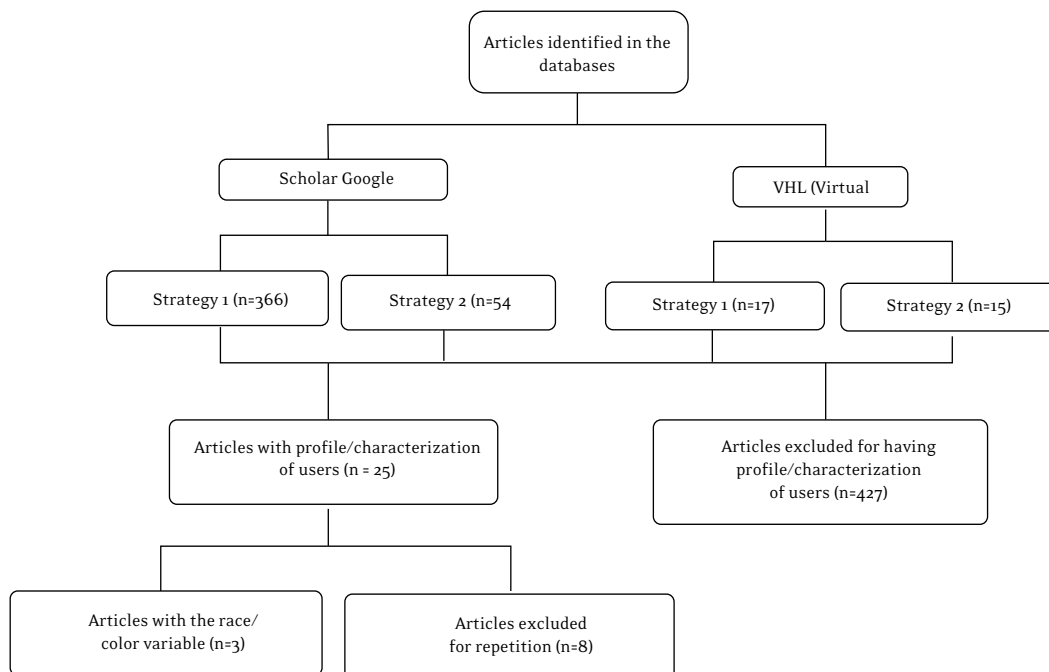 Articles identified in the
databases
Scholar Google
VHL (Virtual
Strategy 1 (n=366)
Strategy 2 (n=54
Strategy 1 (n=17)
Strategy 2 (n=15)
Articles with profile/characterization
of users (n = 25)
Articles excluded for having
profile/characterization
of users (n=427)
Articles with the race/
color variable (n=3)
Articles excluded
for repetition (n=8)